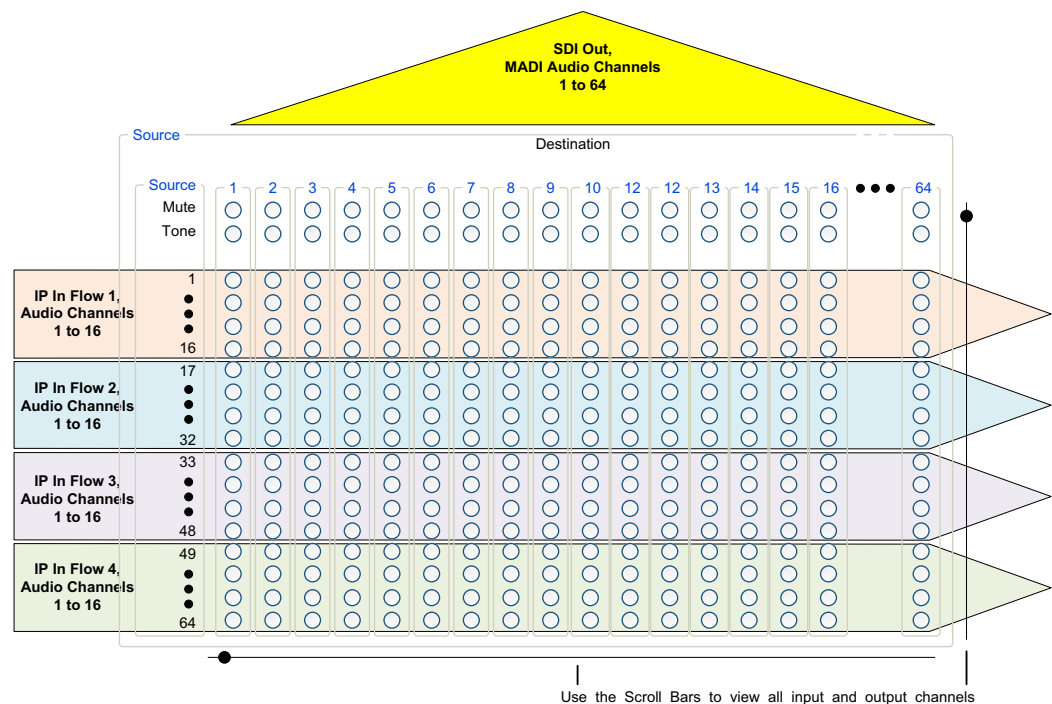 SDI Out,
MADI Audio Channels
1 to 64
Source
Destination
Source 1 2 3 4 5 6 7 8 9 10 12 12 13 14 15 16 ●●● 64
Mute
Tone
IP In Flow 1,
Audio Channels
1 to 16
1
16
IP In Flow 2,
Audio Channels
1 to 16
17
32
IP In Flow 3,
Audio Channels
1 to 16
33
48
IP In Flow 4,
Audio Channels
1 to 16
49
64
Use the Scroll Bars to view all input and output channels